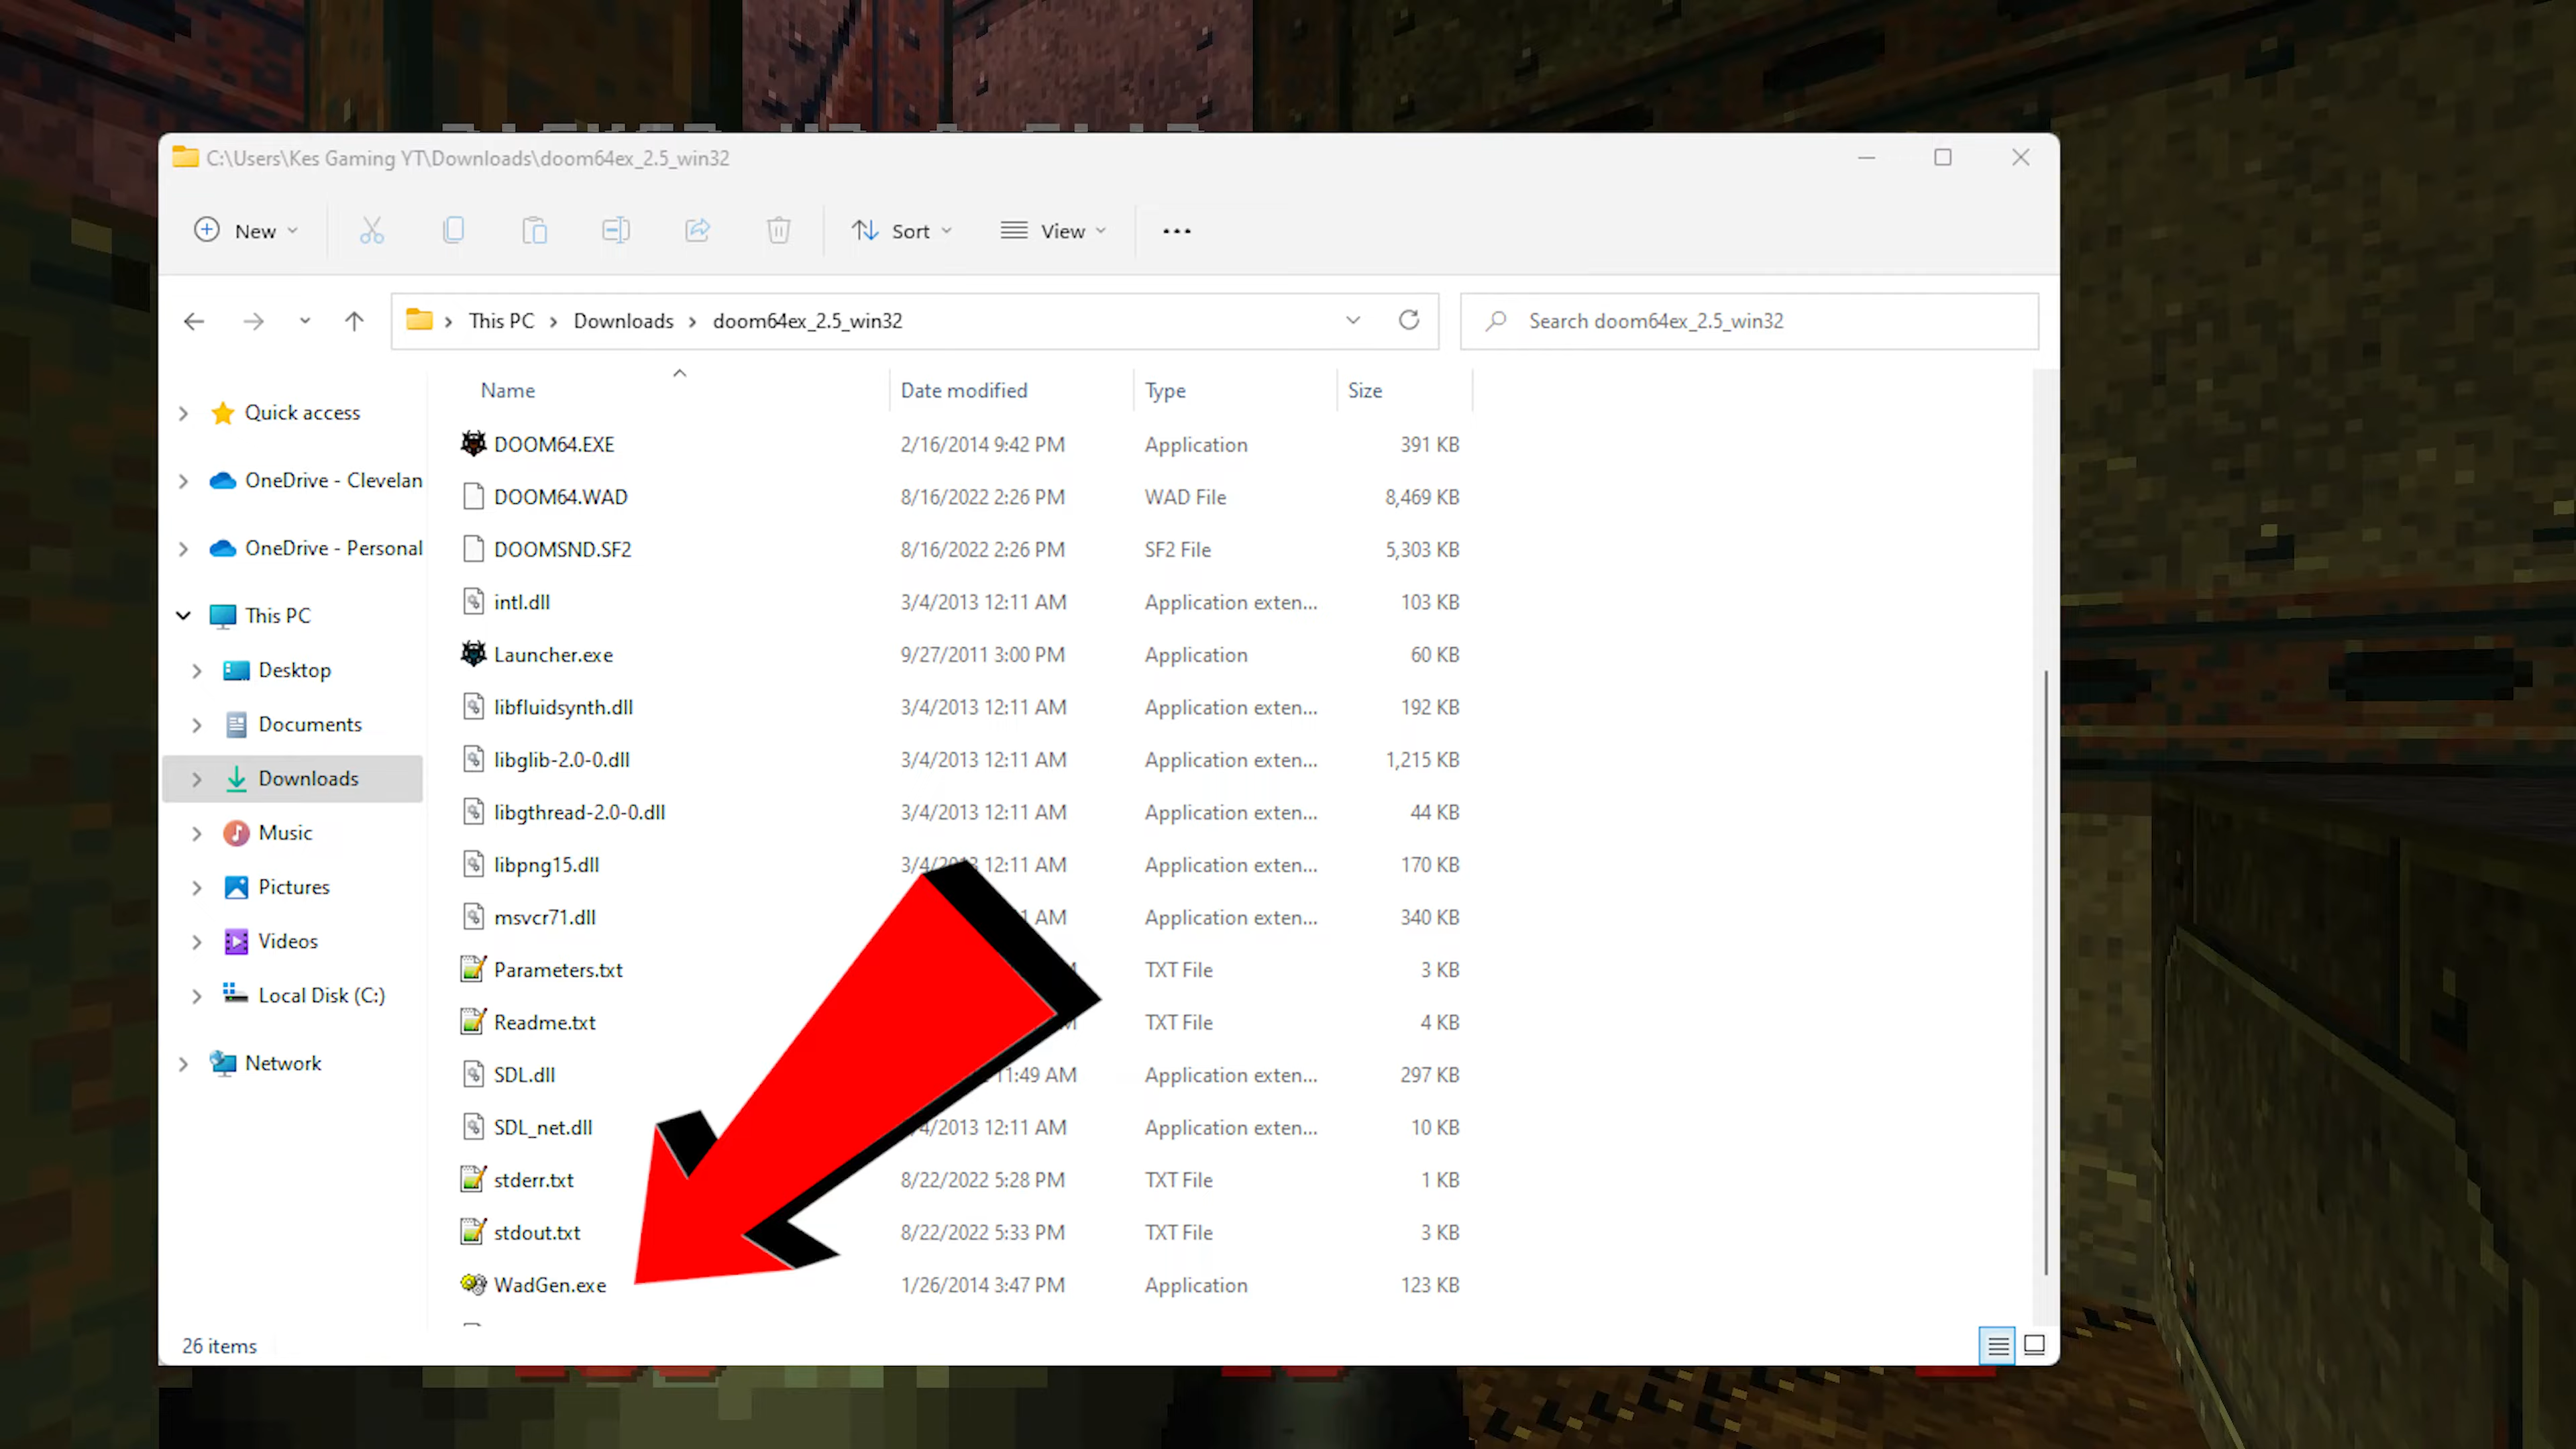 C:\Users\Kes Gaming YT\Downloads\doom64ex_2.5_win32
New Sort View
This PC Downloads doom64ex_2.5_win32 Search doom64ex_2.5_win32
Name Date modified Type Size
Quick access
OneDrive - Clevelan
OneDrive - Personal
This PC
Desktop
Documents
Downloads
Music
Pictures
Videos
Local Disk (C:)
Network
DOOM64.EXE 2/16/2014 9:42 PM Application 391 KB
DOOM64.WAD 8/16/2022 2:26 PM WAD File 8,469 KB
DOOMSND.SF2 8/16/2022 2:26 PM SF2 File 5,303 KB
intl.dll 3/4/2013 12:11 AM Application exten... 103 KB
Launcher.exe 9/27/2011 3:00 PM Application 60 KB
libfluidsynth.dll 3/4/2013 12:11 AM Application exten... 192 KB
libglib-2.0-0.dll 3/4/2013 12:11 AM Application exten... 1,215 KB
libgthread-2.0-0.dll 3/4/2013 12:11 AM Application exten... 44 KB
libpng15.dll 12:11 AM Application exten... 170 KB
msvcr71.dll AM Application exten... 340 KB
Parameters.txt TXT File 3 KB
Readme.txt TXT File 4 KB
SDL.dll 11:49 AM Application exten... 297 KB
SDL_net.dll 12:11 AM Application exten... 10 KB
stderr.txt 8/22/2022 5:28 PM TXT File 1 KB
stdout.txt 8/22/2022 5:33 PM TXT File 3 KB
WadGen.exe 1/26/2014 3:47 PM Application 123 KB
26 items